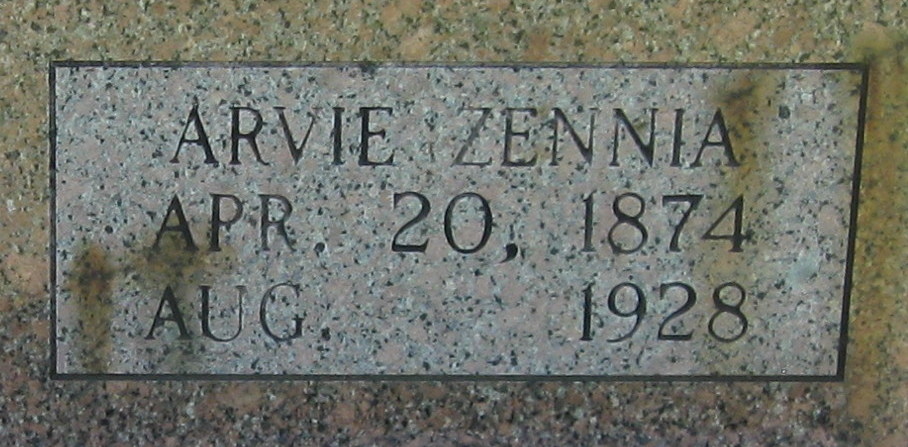 ARVIE ZENNIA
APR. 20, 1874
AUG. 1928